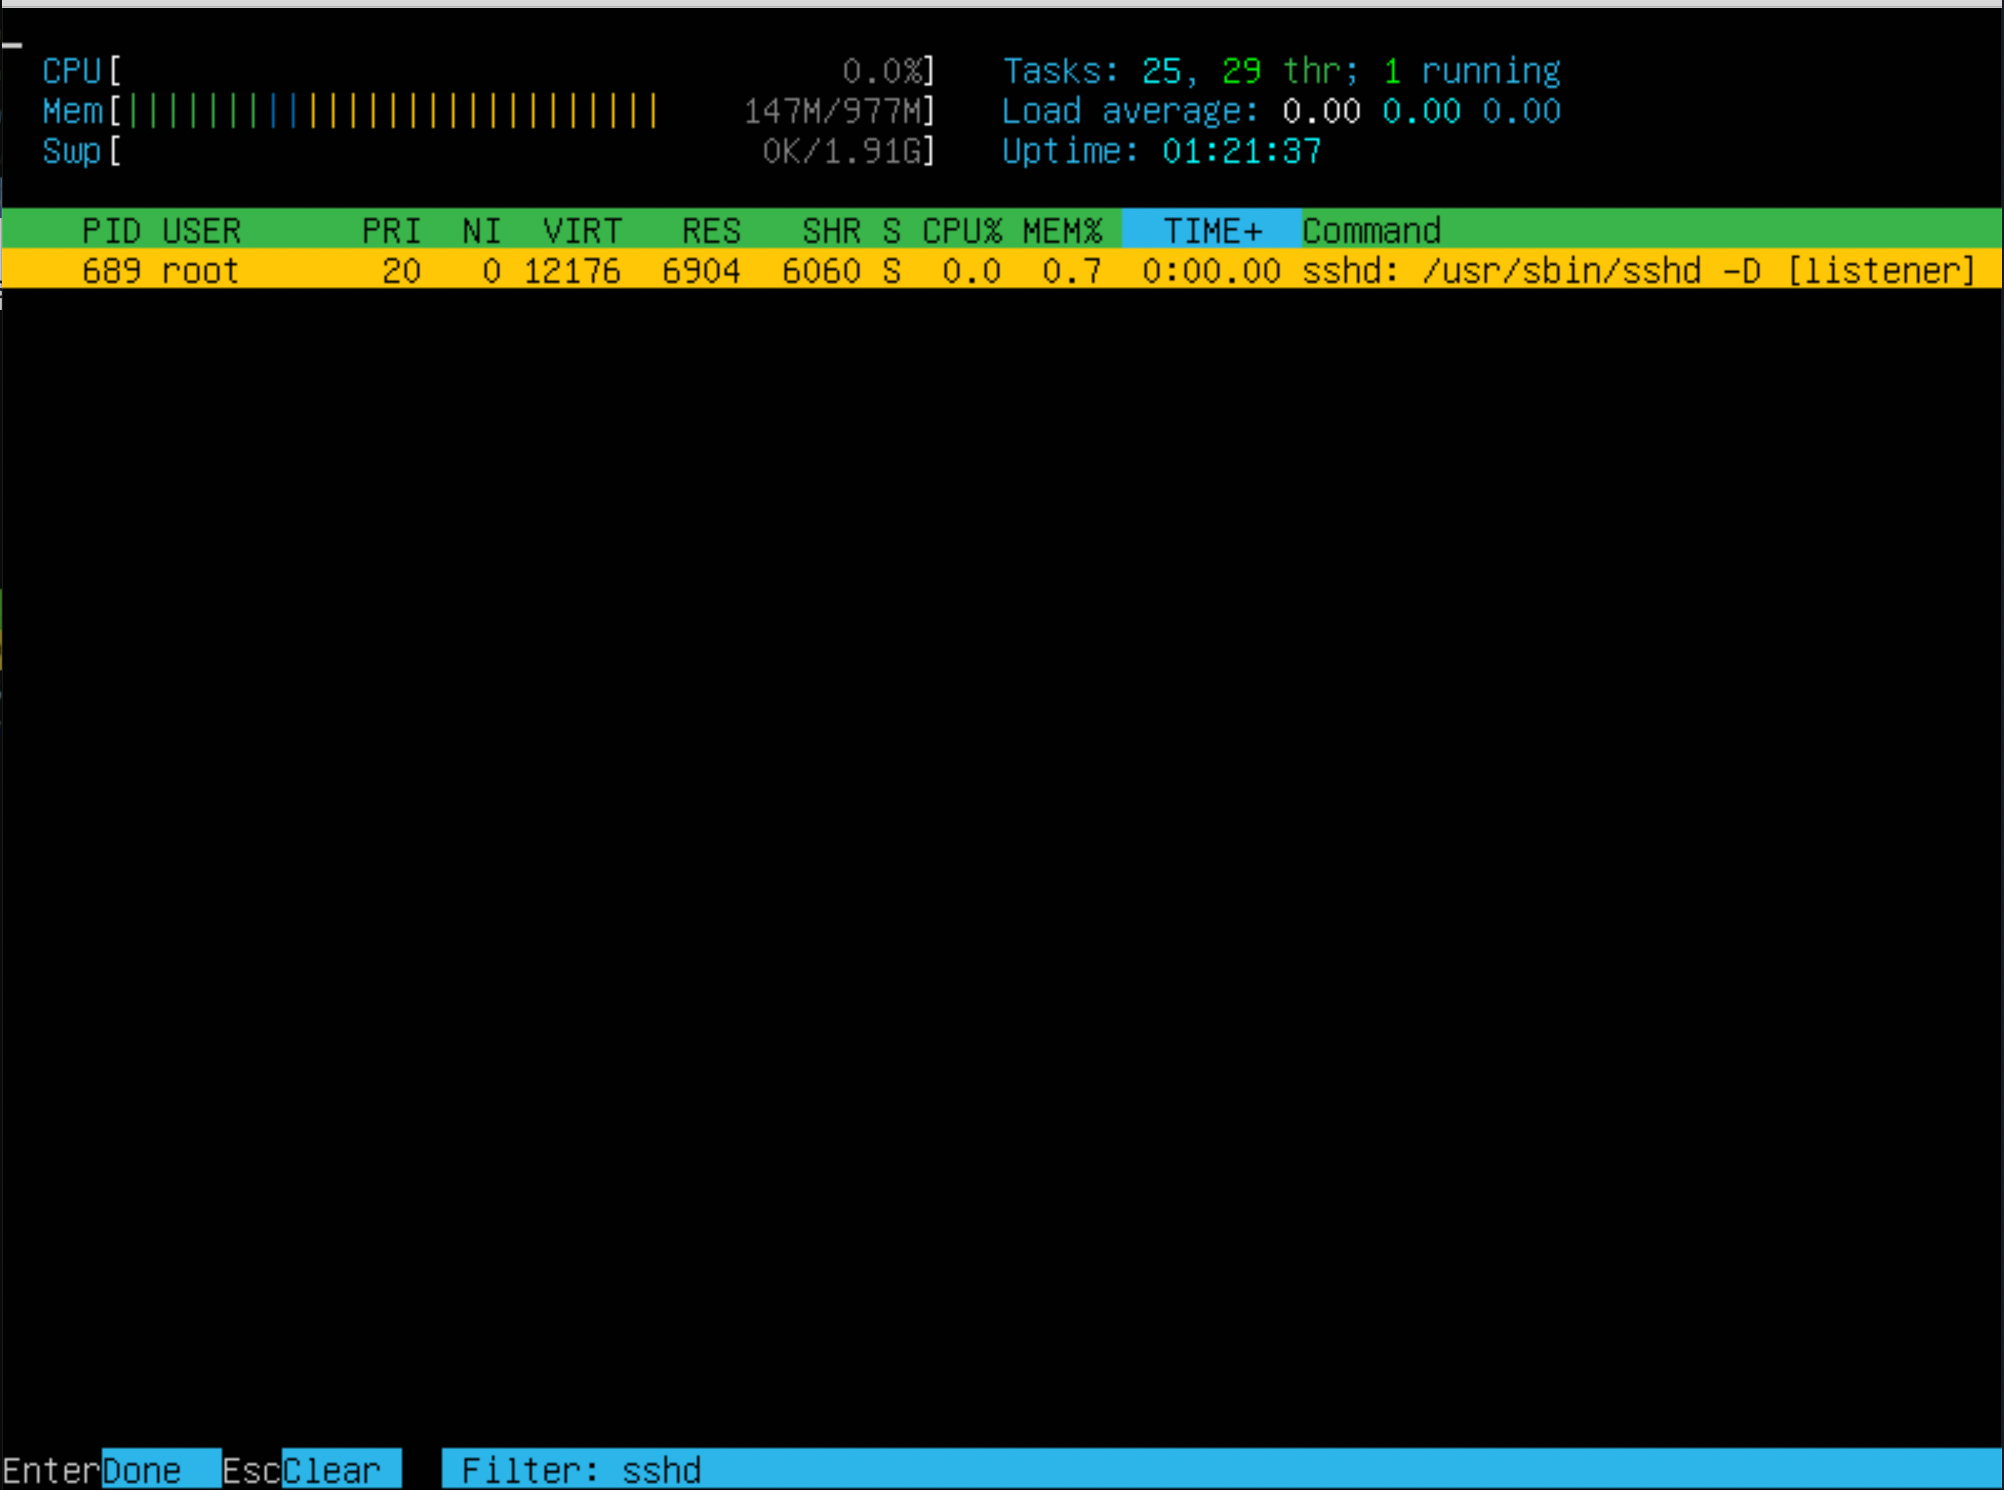 CPU[ 0.0%] Tasks: 25, 29 thr; 1 running
Mem[|||||||||||||||||||||||||||147M/977M] Load average: 0.00 0.00 0.00
Swp[ 0K/1.91G] Uptime: 01:21:37
PID USER PRI NI VIRT RES SHR S CPU% MEM% TIME+ Command
689 root 20 0 12176 6904 6060 S 0.0 0.7 0:00.00 sshd: /usr/sbin/sshd -D [listener]
EnterDone EscClear Filter: sshd